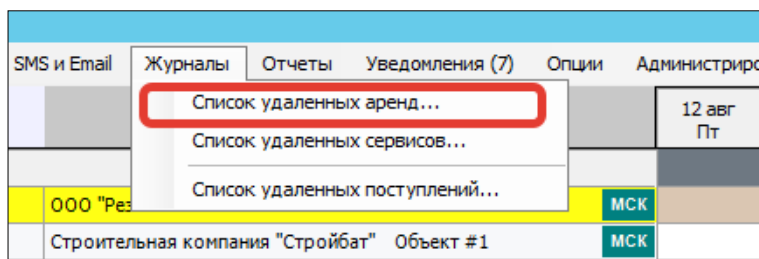 SMS и Email Журналы Отчеты Уведомления (7) Опции
Список удаленных аренд...
12 авг
Пт
Список удаленных сервисов...
Список удаленных поступлений...
ООО МСК
Строительная компания "Стройбат" Объект #1 МСК